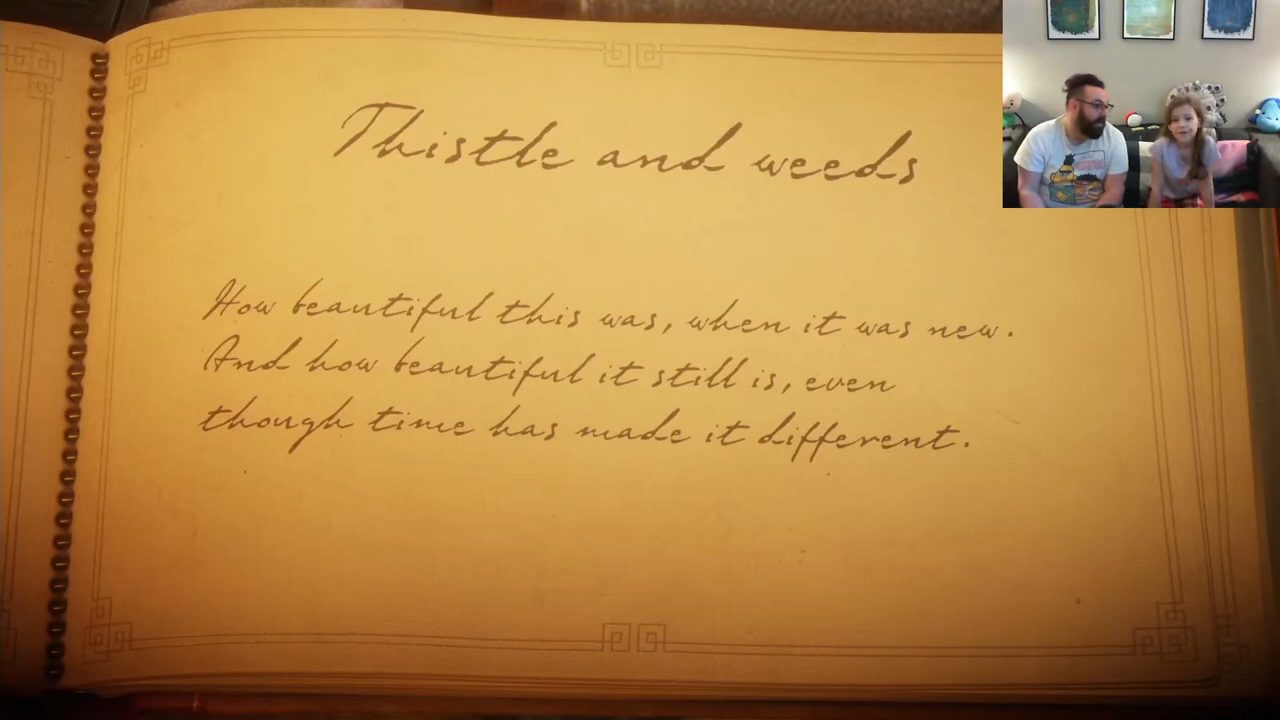 Thistle and weeds
How beautiful this was, when it was new.
And how beautiful it still is, even
though time has made it different.